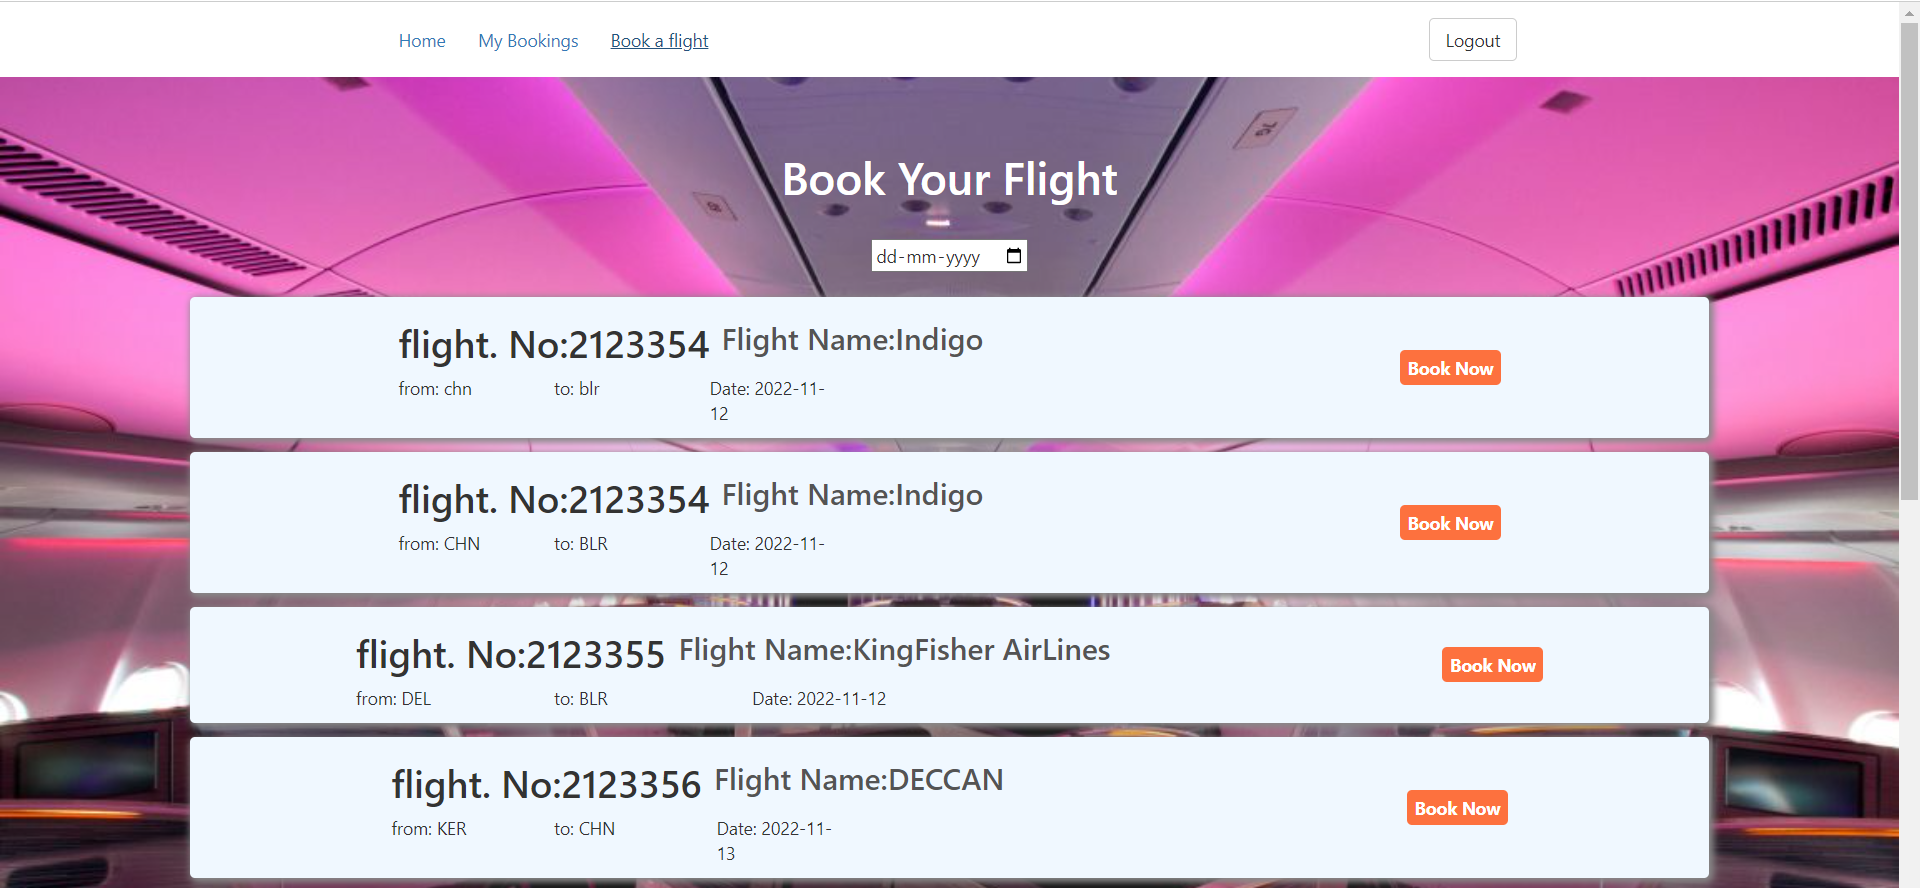 Home My Bookings Book a flight Logout
Book Your Flight
dd-mm-yyyy
flight. No:2123354 Flight Name:Indigo
Book Now
from: chn to: blr Date: 2022-11-
12
flight. No:2123354 Flight Name:Indigo
Book Now
from: CHN to: BLR Date: 2022-11-
12
flight. No:2123355 Flight Name:KingFisher AirLines
Book Now
from: DEL to: BLR Date: 2022-11-12
flight. No:2123356 Flight Name:DECCAN
Book Now
from: KER to: CHN Date: 2022-11-
13